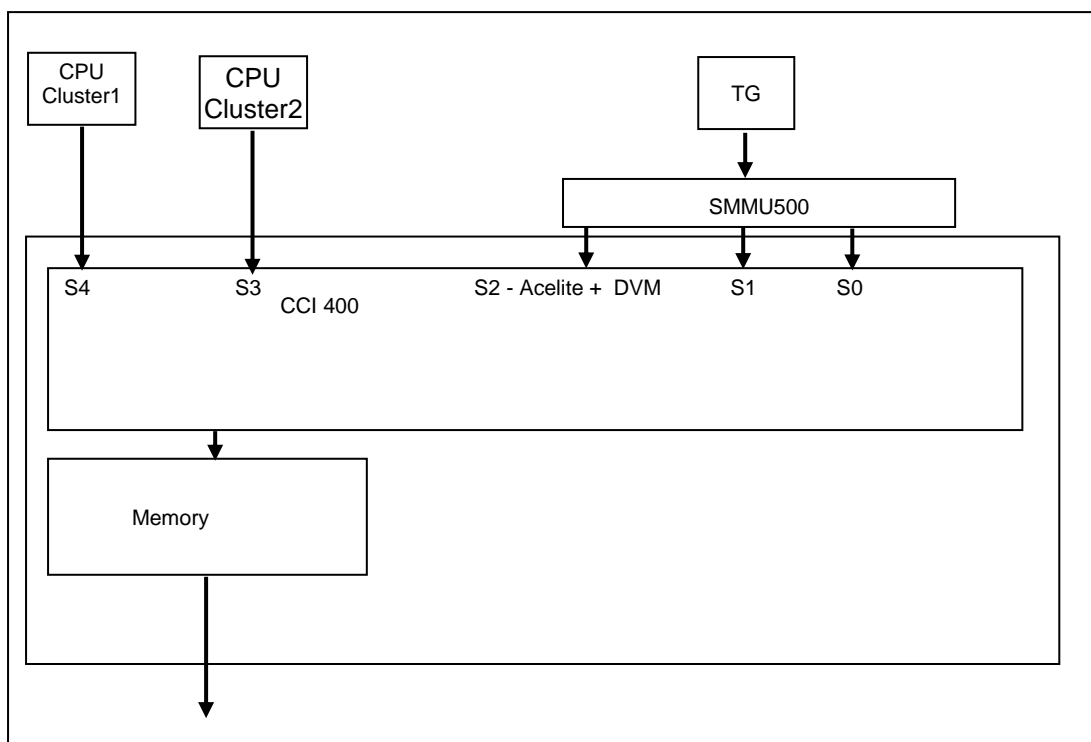 CPU
Cluster1
CPU
Cluster2
TG
SMMU500
S4
S3
S2 - Acelite + DVM
S1
S0
CCI 400
Memory